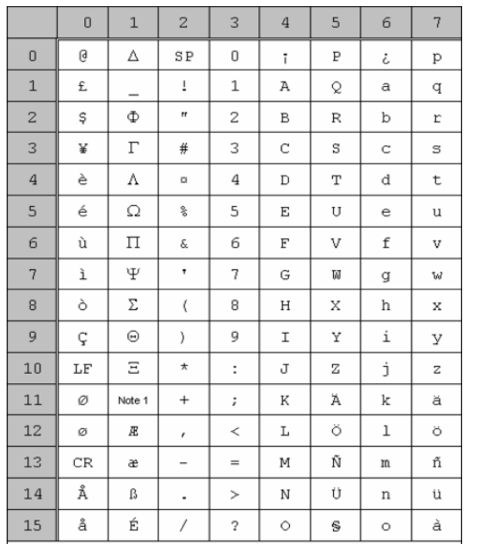 0 1 2 3 4 5 6 7
0 @ Δ SP 0 ¡ P ¿ p
1 £ _ ! 1 A Q a q
2 $ Φ " 2 B R b r
3 ¥ Γ # 3 C S c s
4 è Λ ¤ 4 D T d t
5 é Ω % 5 E U e u
6 ù Π & 6 F V f v
7 ì Ψ ' 7 G W g w
8 ò Σ ( 8 H X h x
9 Ç Θ ) 9 I Y i y
10 LF Ξ * : J Z j z
11 Ø Note 1 + ; K Ä k ä
12 ø Æ , < L Ö l ö
13 CR æ - = M Ñ m ñ
14 Å ß . > N Ü n ü
15 å É / ? O § o à